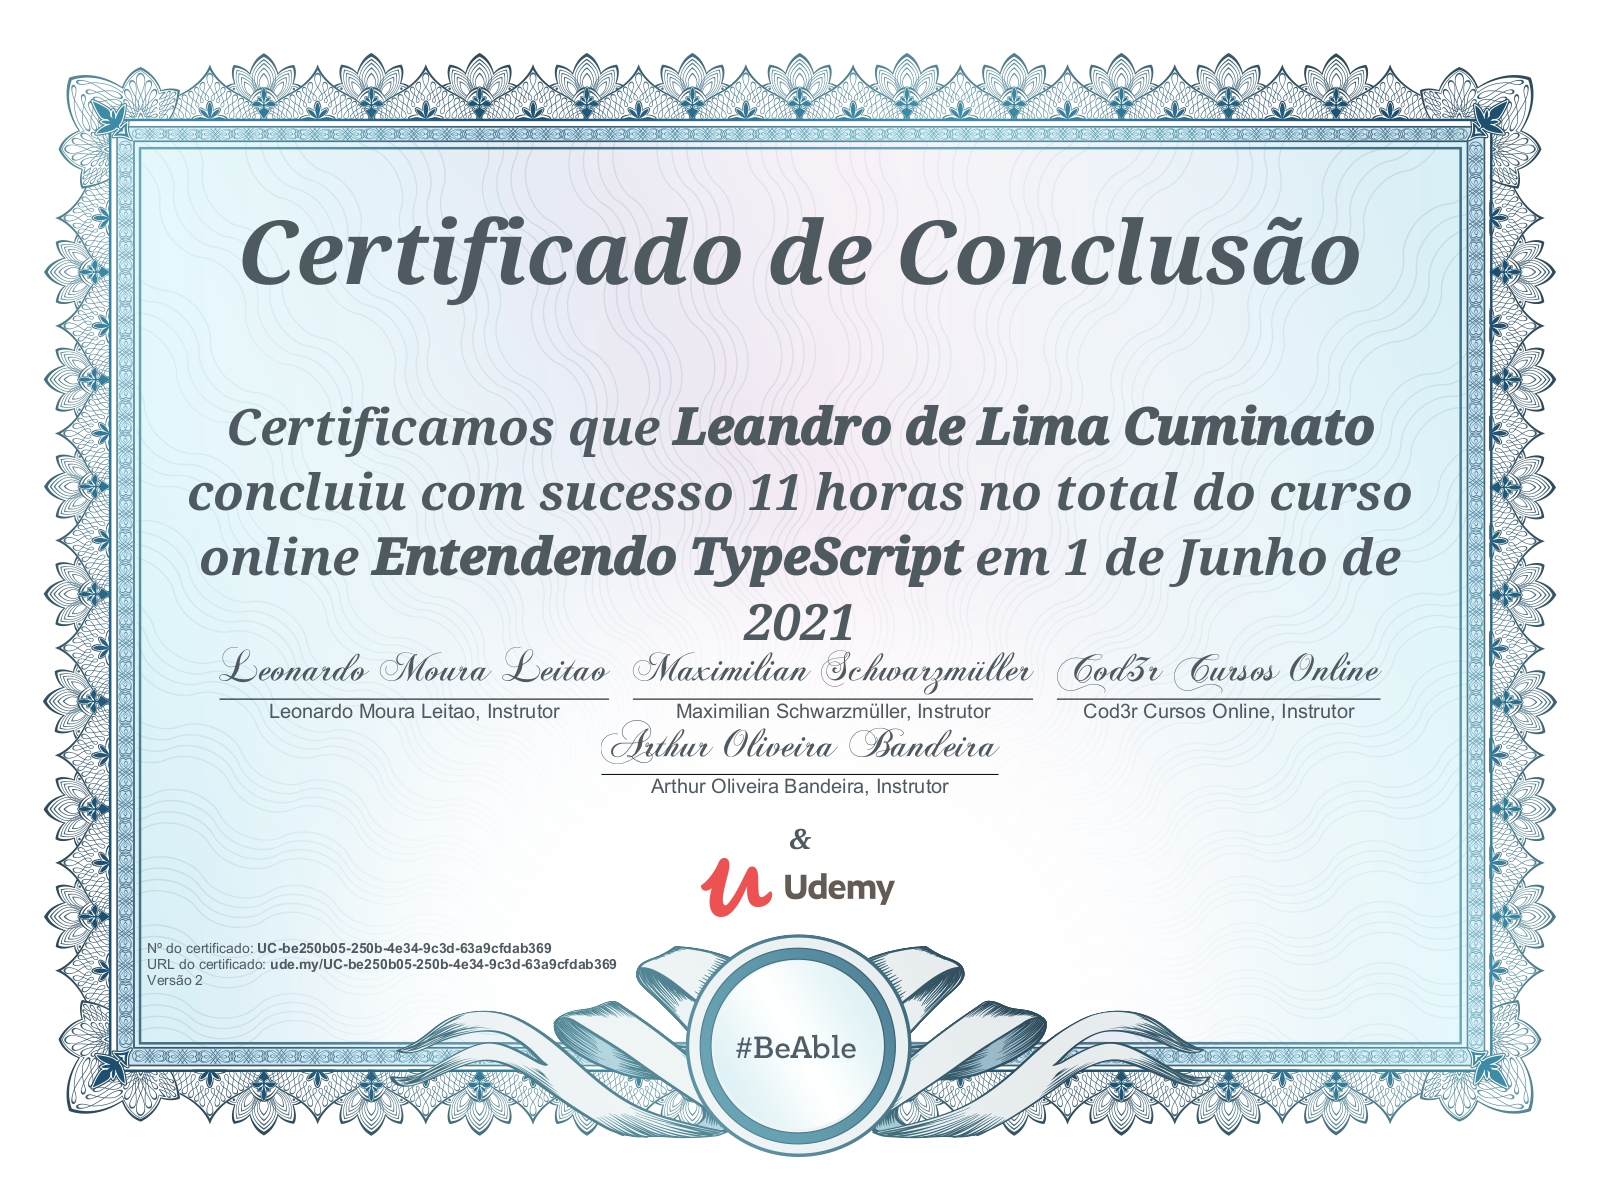 Certificado de Conclusão
Certificamos que Leandro de Lima Cuminato
concluiu com sucesso 11 horas no total do curso
online Entendendo TypeScript em 1 de Junho de
2021
Leonardo Moura Leitao Maximilian Schwarzmüller Cod3r Cursos Online
Leonardo Moura Leitao, Instrutor Maximilian Schwarzmüller, Instrutor Cod3r Cursos Online, Instrutor
Arthur Oliveira Bandeira
Arthur Oliveira Bandeira, Instrutor
&
Udemy
Nº do certificado: UC-be250b05-250b-4e34-9c3d-63a9cfdab369
URL do certificado: ude.my/UC-be250b05-250b-4e34-9c3d-63a9cfdab369
Versão 2
#BeAble